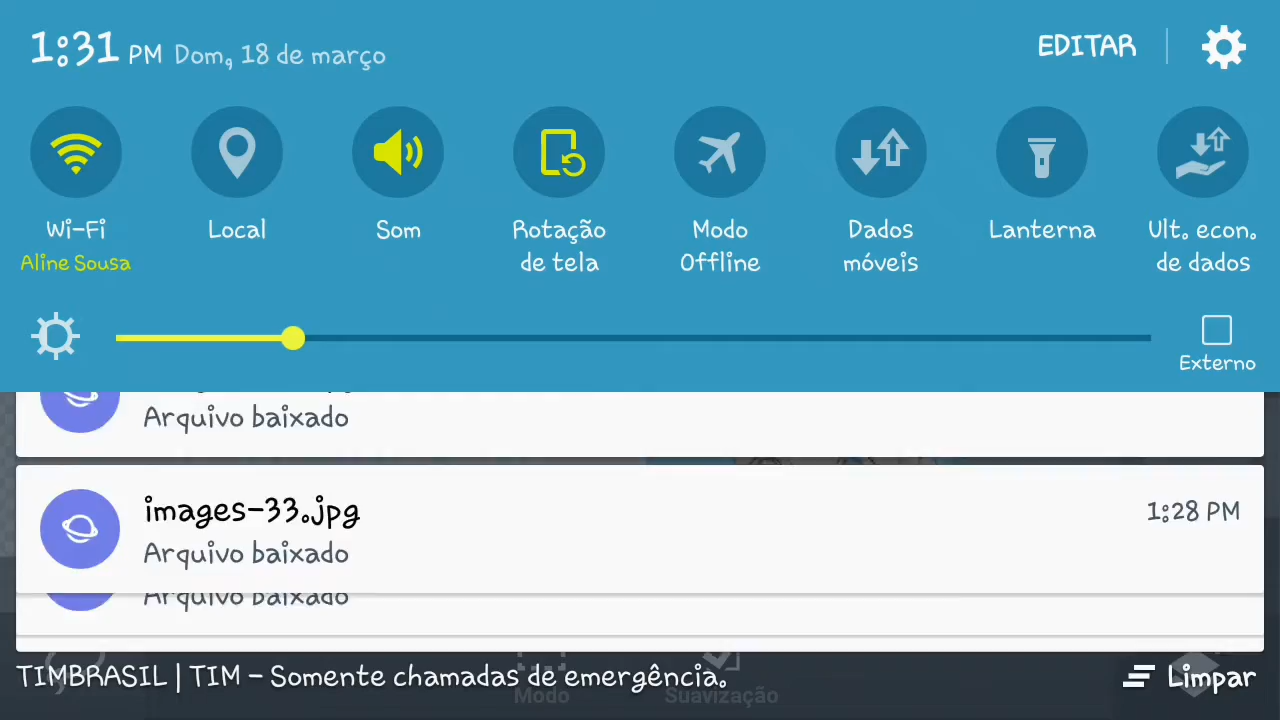 1:31 PM Dom, 18 de março
EDITAR
Wi-Fi
Aline Sousa
Local
Som
Rotação
de tela
Modo
Offline
Dados
móveis
Lanterna
Ult. econ.
de dados
Externo
Arquivo baixado
images-33.jpg
1:28 PM
Arquivo baixado
Arquivo baixado
TIMBRASIL | TIM - Somente chamadas de emergência.
Limpar
Modo
Suavização